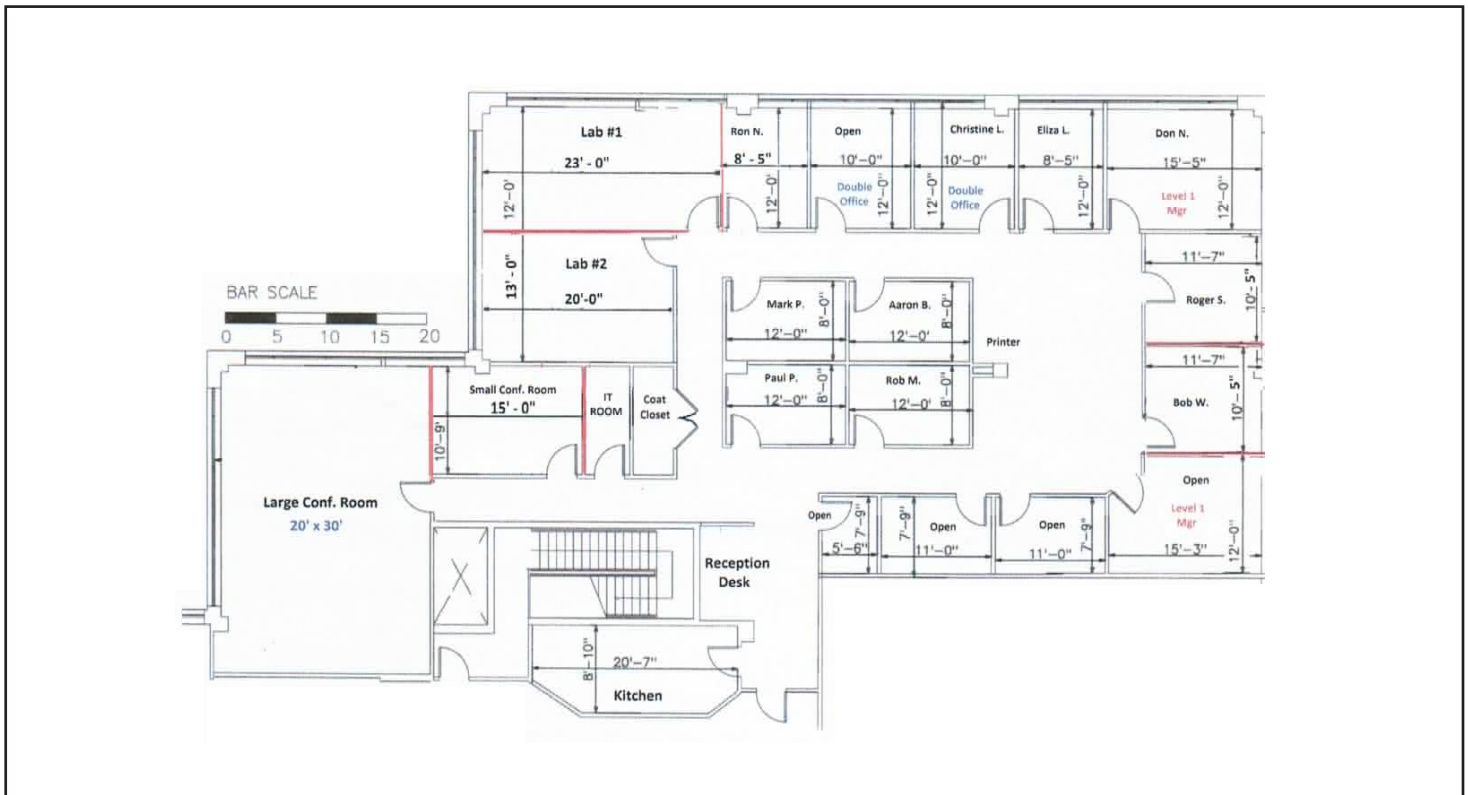 Lab #1
23' - 0"
12'-0'
Ron N.
8' - 5"
12'-0'
Open
10'-0"
Double
Office
12'-0"
Christine L.
10'-0"
Double
Office
12'-0"
Eliza L.
8'-5"
12'-0"
Don N.
15'-5"
Level 1
Mgr
12'-0"
Lab #2
13' - 0"
20'-0"
11'-7"
Roger S.
10'- 5"
BAR SCALE
0 5 10 15 20
Mark P.
12'-0"
8'-0"
Aaron B.
12'-0'
8'-0"
Printer
Paul P.
12'-0"
8'-0"
Rob M.
12'-0'
8'-0"
11'-7"
Bob W.
10'- 5"
Small Conf. Room
15' - 0"
10'-9'
IT
ROOM
Coat
Closet
Large Conf. Room
20' x 30'
Open
5'-6"
7'-9"
Open
11'-0"
7'-9"
Open
11'-0"
7'-9"
Open
Level 1
Mgr
15'-3"
12'-0"
Reception
Desk
8'-10"
20'-7"
Kitchen